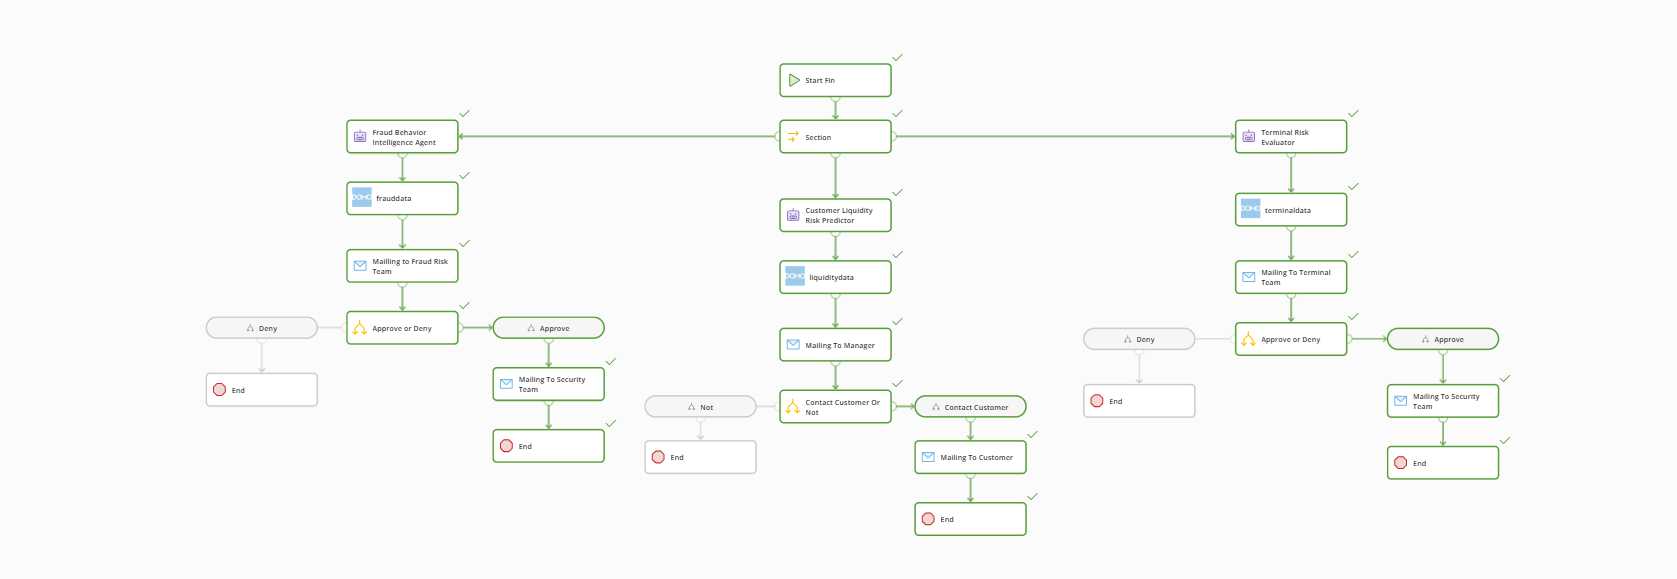 Start Fin
Section
Fraud Behavior
Intelligence Agent
DOMO
frauddata
Mailling to Fraud Risk
Team
Approve or Deny
Deny
End
Approve
Mailing To Security
Team
End
Customer Liquidity
Risk Predictor
DOMO
liquiditydata
Mailing To Manager
Contact Customer Or
Not
Not
End
Contact Customer
Mailing To Customer
End
Terminal Risk
Evaluator
DOMO
terminaldata
Mailing To Terminal
Team
Approve or Deny
Deny
End
Approve
Mailing To Security
Team
End